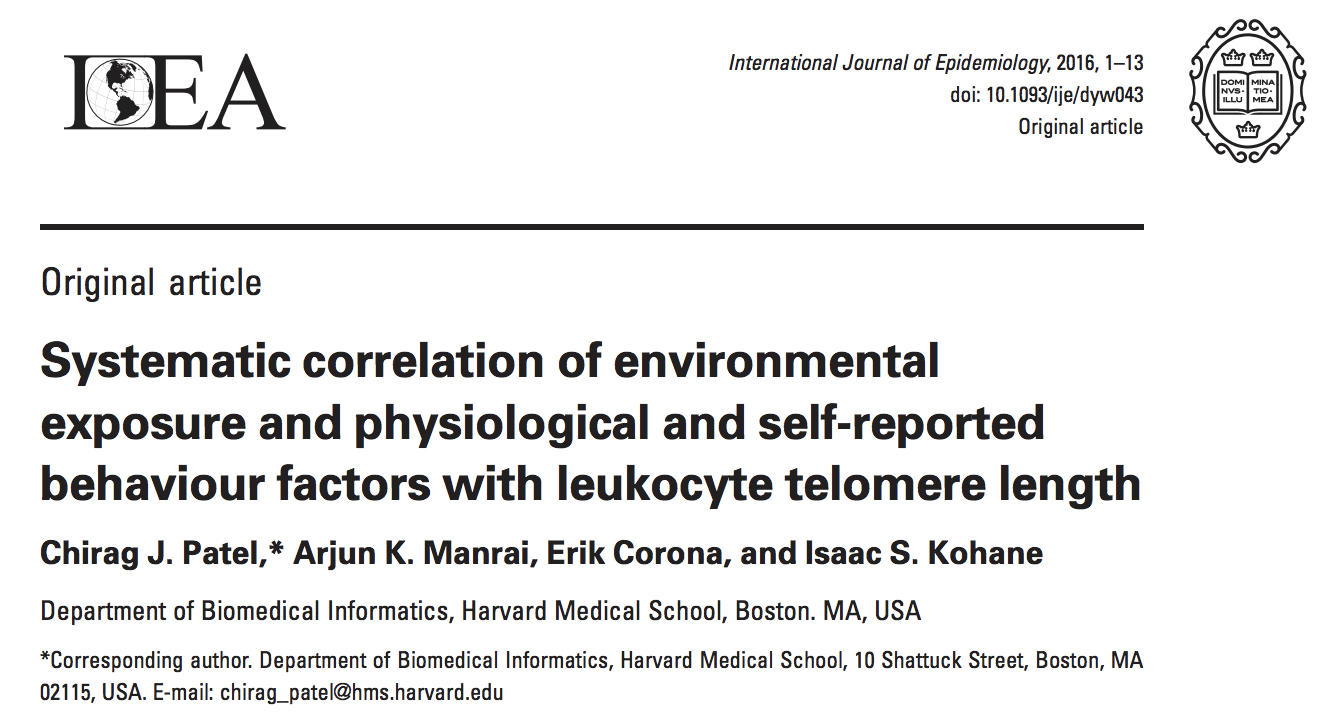 IEA
International Journal of Epidemiology, 2016, 1–13
doi: 10.1093/ije/dyw043
Original article
DOMI MINA
NVS· TIO·
ILLU MEA
Original article
Systematic correlation of environmental
exposure and physiological and self-reported
behaviour factors with leukocyte telomere length
Chirag J. Patel,* Arjun K. Manrai, Erik Corona, and Isaac S. Kohane
Department of Biomedical Informatics, Harvard Medical School, Boston. MA, USA
*Corresponding author. Department of Biomedical Informatics, Harvard Medical School, 10 Shattuck Street, Boston, MA
02115, USA. E-mail: chirag_patel@hms.harvard.edu